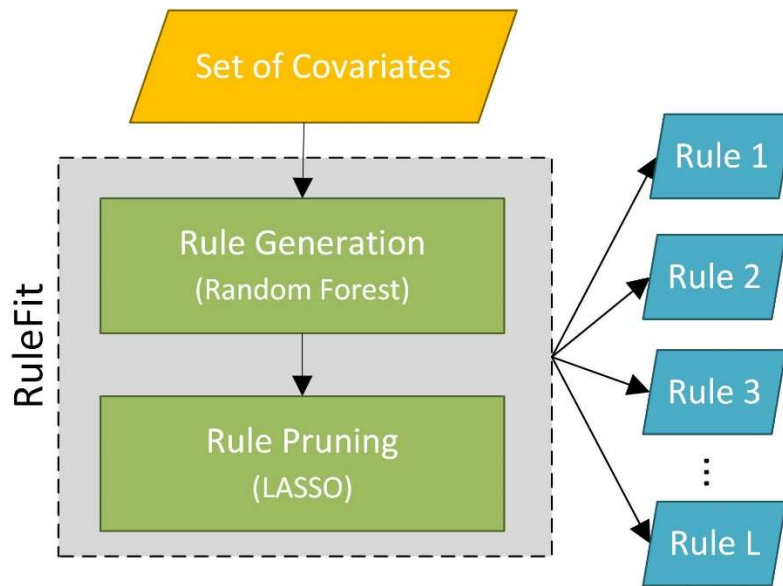 Set of Covariates
RuleFit
Rule Generation
(Random Forest)
Rule Pruning
(LASSO)
Rule 1
Rule 2
Rule 3
...
Rule L